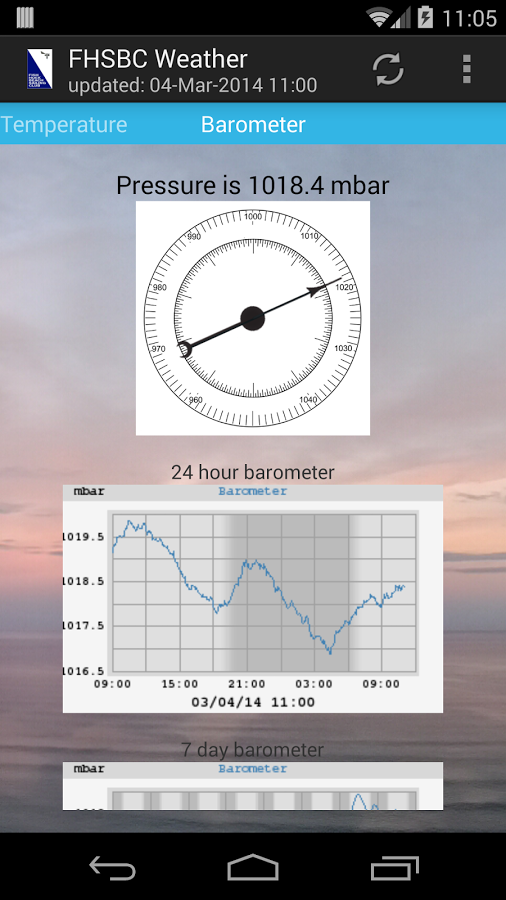 11:05
FHSBC Weather
updated: 04-Mar-2014 11:00
Temperature
Barometer
Pressure is 1018.4 mbar
1000
990
1010
980
1020
970
1030
960
1040
24 hour barometer
mbar
Barometer
1019.5
1018.5
1017.5
1016.5
09:00 15:00 21:00 03:00 09:00
03/04/14 11:00
7 day barometer
mbar
Barometer